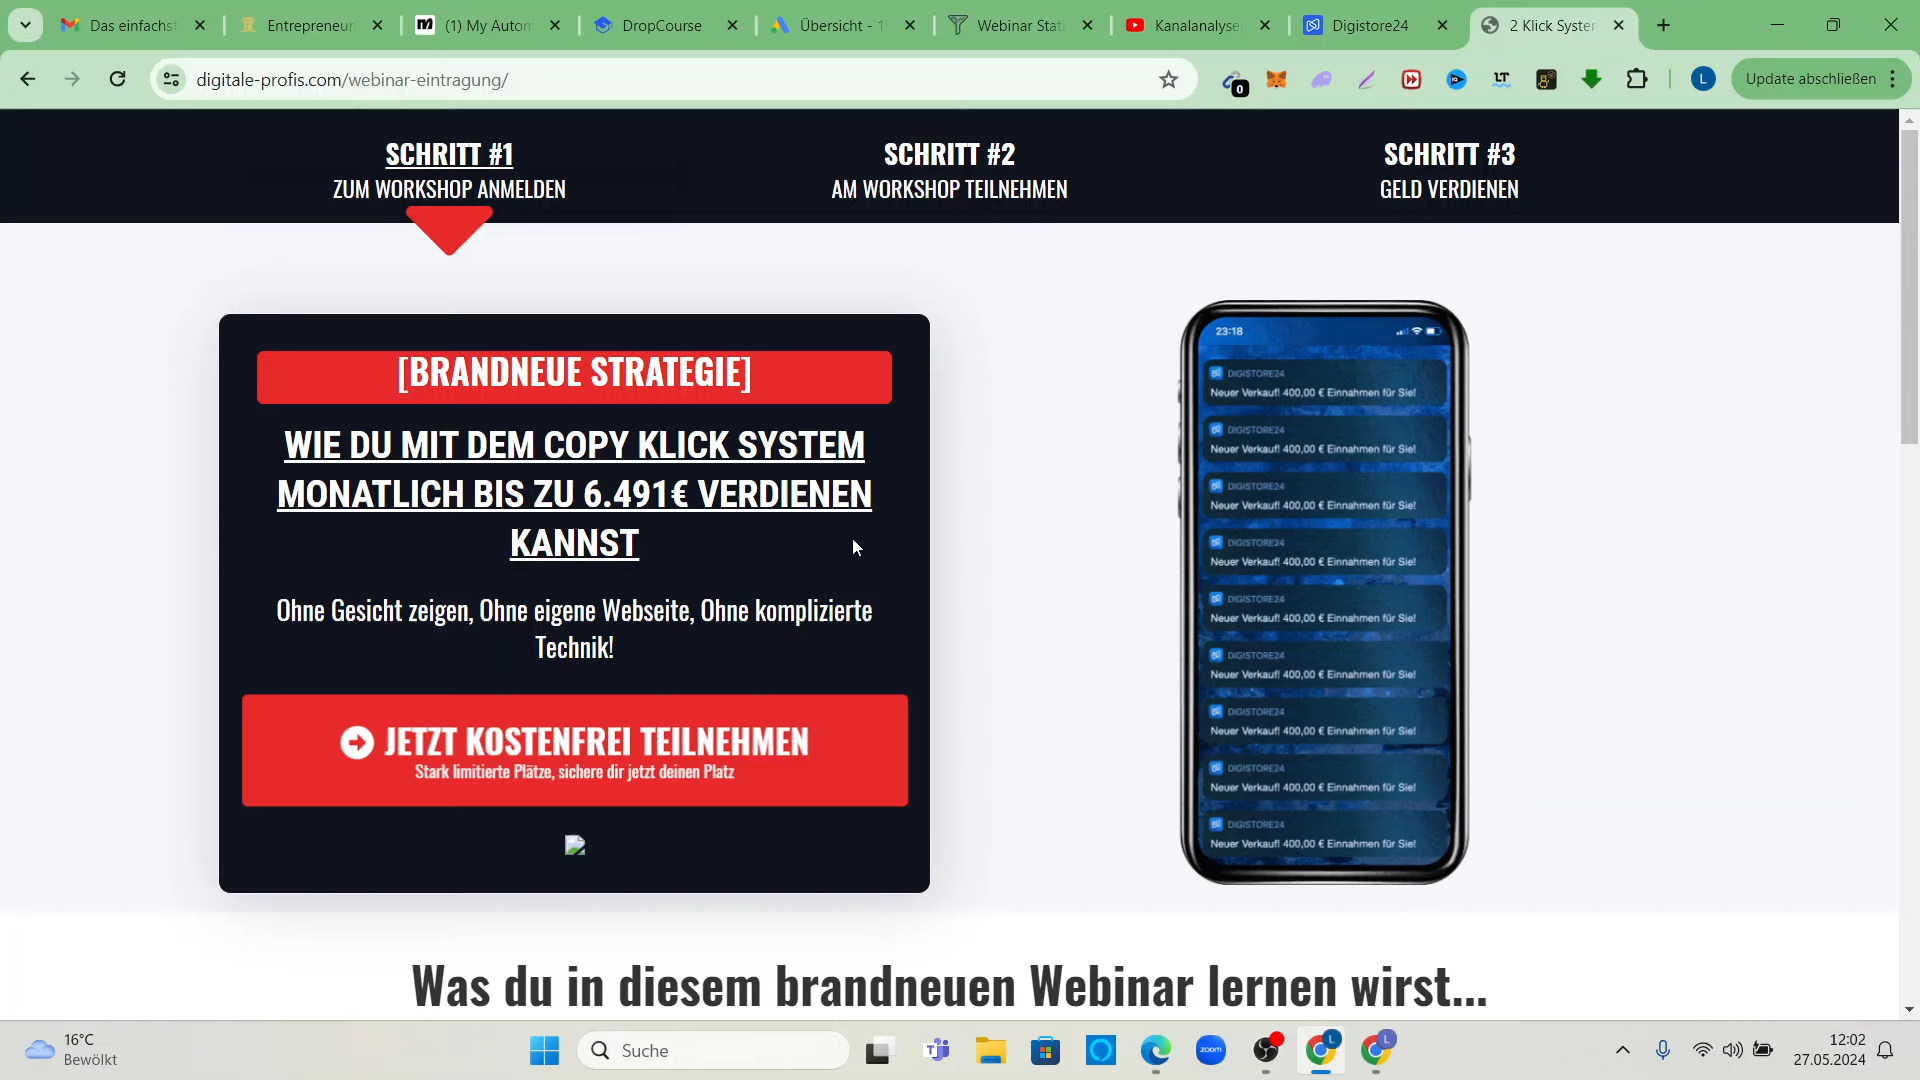 Das einfachst
Entrepreneur
(1) My Autom
DropCourse
Übersicht - 1
Webinar Stat
Kanalanalyse
Digistore24
2 Klick System
digitale-profis.com/webinar-eintragung/
0
LT
L
Update abschließen
SCHRITT #1
ZUM WORKSHOP ANMELDEN
SCHRITT #2
AM WORKSHOP TEILNEHMEN
SCHRITT #3
GELD VERDIENEN
[BRANDNEUE STRATEGIE]
WIE DU MIT DEM COPY KLICK SYSTEM
MONATLICH BIS ZU 6.491€ VERDIENEN
KANNST
Ohne Gesicht zeigen, Ohne eigene Webseite, Ohne komplizierte
Technik!
JETZT KOSTENFREI TEILNEHMEN
Stark limitierte Plätze, sichere dir jetzt deinen Platz
23:18
DIGISTORE24
Neuer Verkauf! 400,00 € Einnahmen für Sie!
DIGISTORE24
Neuer Verkauf! 400,00 € Einnahmen für Sie!
DIGISTORE24
Neuer Verkauf! 400,00 € Einnahmen für Sie!
DIGISTORE24
Neuer Verkauf! 400,00 € Einnahmen für Sie!
DIGISTORE24
Neuer Verkauf! 400,00 € Einnahmen für Sie!
DIGISTORE24
Neuer Verkauf! 400,00 € Einnahmen für Sie!
DIGISTORE24
Neuer Verkauf! 400,00 € Einnahmen für Sie!
DIGISTORE24
Neuer Verkauf! 400,00 € Einnahmen für Sie!
DIGISTORE24
Neuer Verkauf! 400,00 € Einnahmen für Sie!
Was du in diesem brandneuen Webinar lernen wirst...
16°C
Bewölkt
Suche
zoom
L
L
12:02
27.05.2024